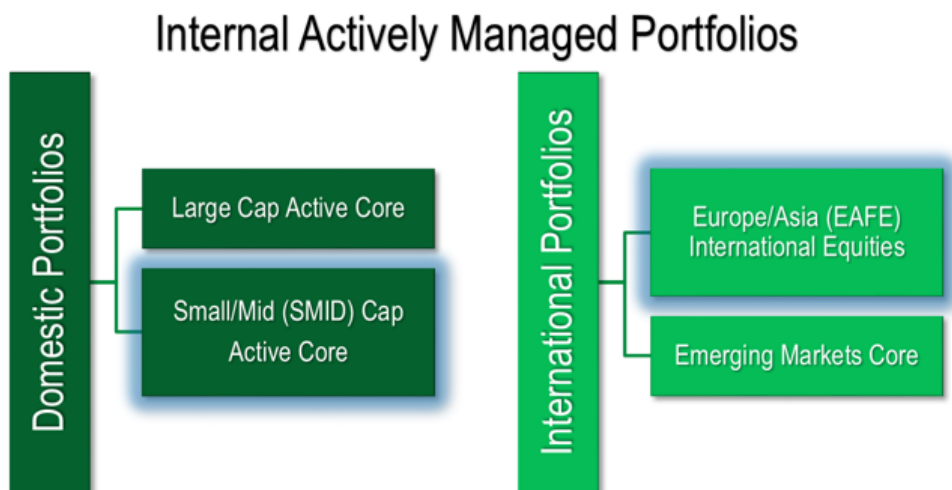 Internal Actively Managed Portfolios
Domestic Portfolios
Large Cap Active Core
Small/Mid (SMID) Cap
Active Core
International Portfolios
Europe/Asia (EAFE)
International Equities
Emerging Markets Core